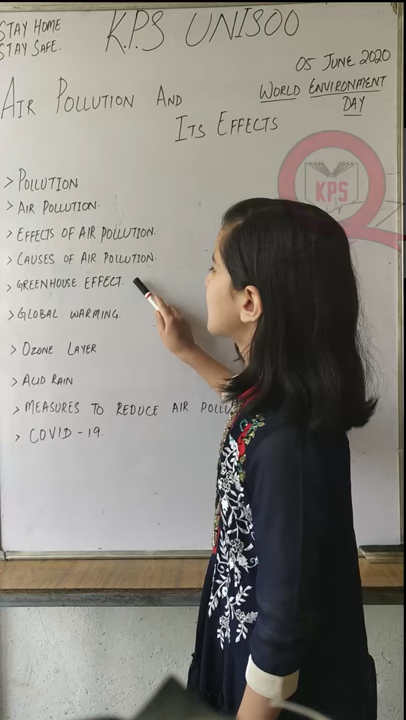 STAY HOME
STAY SAFE.
K.P.S UNISOO
05 JUNE 2020
WORLD ENVIRONMENT
DAY
AIR POLLUTION AND
ITS EFFECTS
KPS
> POLLUTION
> AIR POLLUTION.
> EFFECTS OF AIR POLLUTION.
> CAUSES OF AIR POLLUTION.
> GREENHOUSE EFFECT.
> GLOBAL WARMING.
> OZONE LAYER
> ACID RAIN
> MEASURES TO REDUCE AIR
> COVID-19.